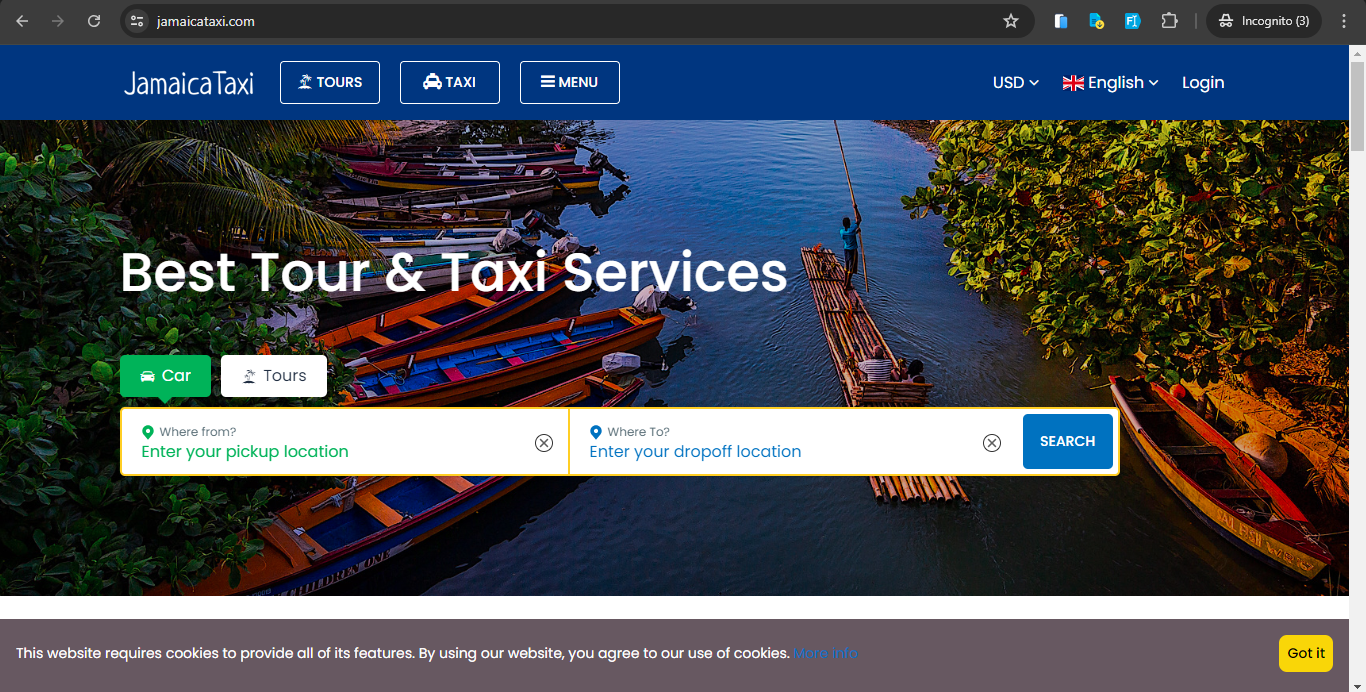 jamaicataxi.com
Incognito (3)
JamaicaTaxi
TOURS
TAXI
MENU
USD
English
Login
Best Tour & Taxi Services
Car
Tours
Where from?
Enter your pickup location
Where To?
Enter your dropoff location
SEARCH
This website requires cookies to provide all of its features. By using our website, you agree to our use of cookies. More Info
Got it